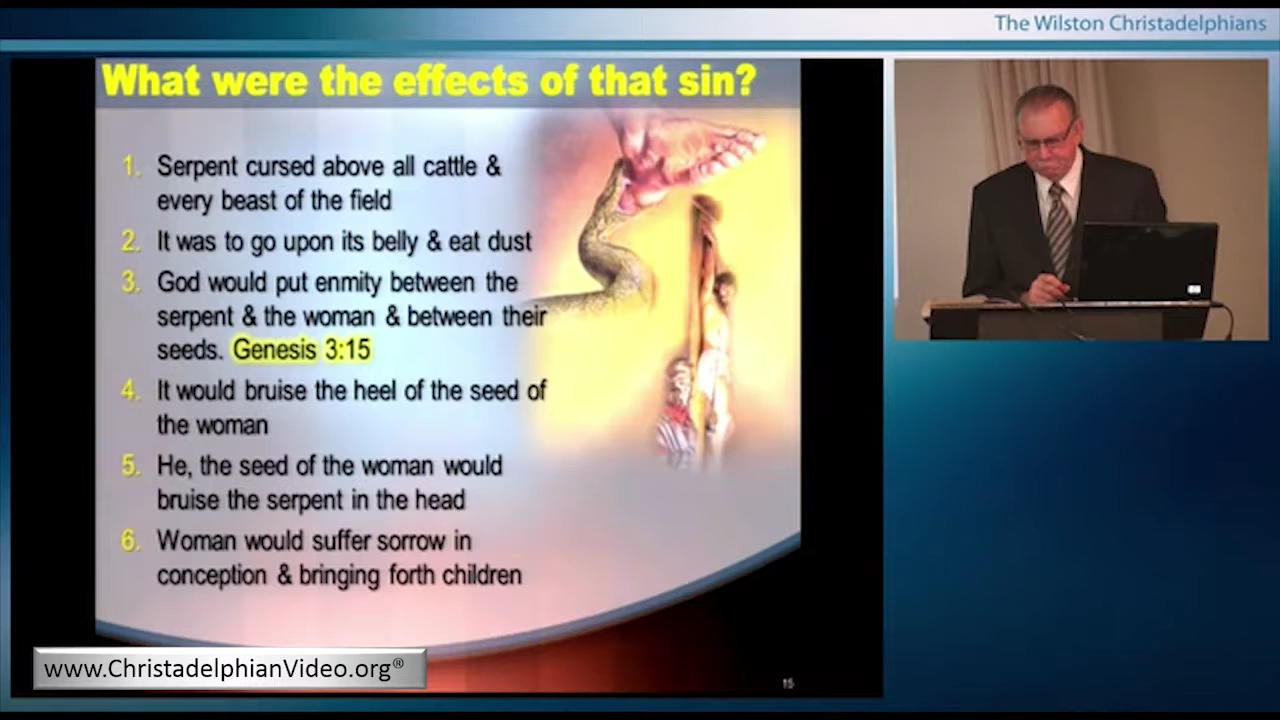 The Wilston Christadelphians
What were the effects of that sin?
1. Serpent cursed above all cattle &
every beast of the field
2. It was to go upon its belly & eat dust
3. God would put enmity between the
serpent & the woman & between their
seeds. Genesis 3:15
4. It would bruise the heel of the seed of
the woman
5. He, the seed of the woman would
bruise the serpent in the head
6. Woman would suffer sorrow in
conception & bringing forth children
www.ChristadelphianVideo.org®
15